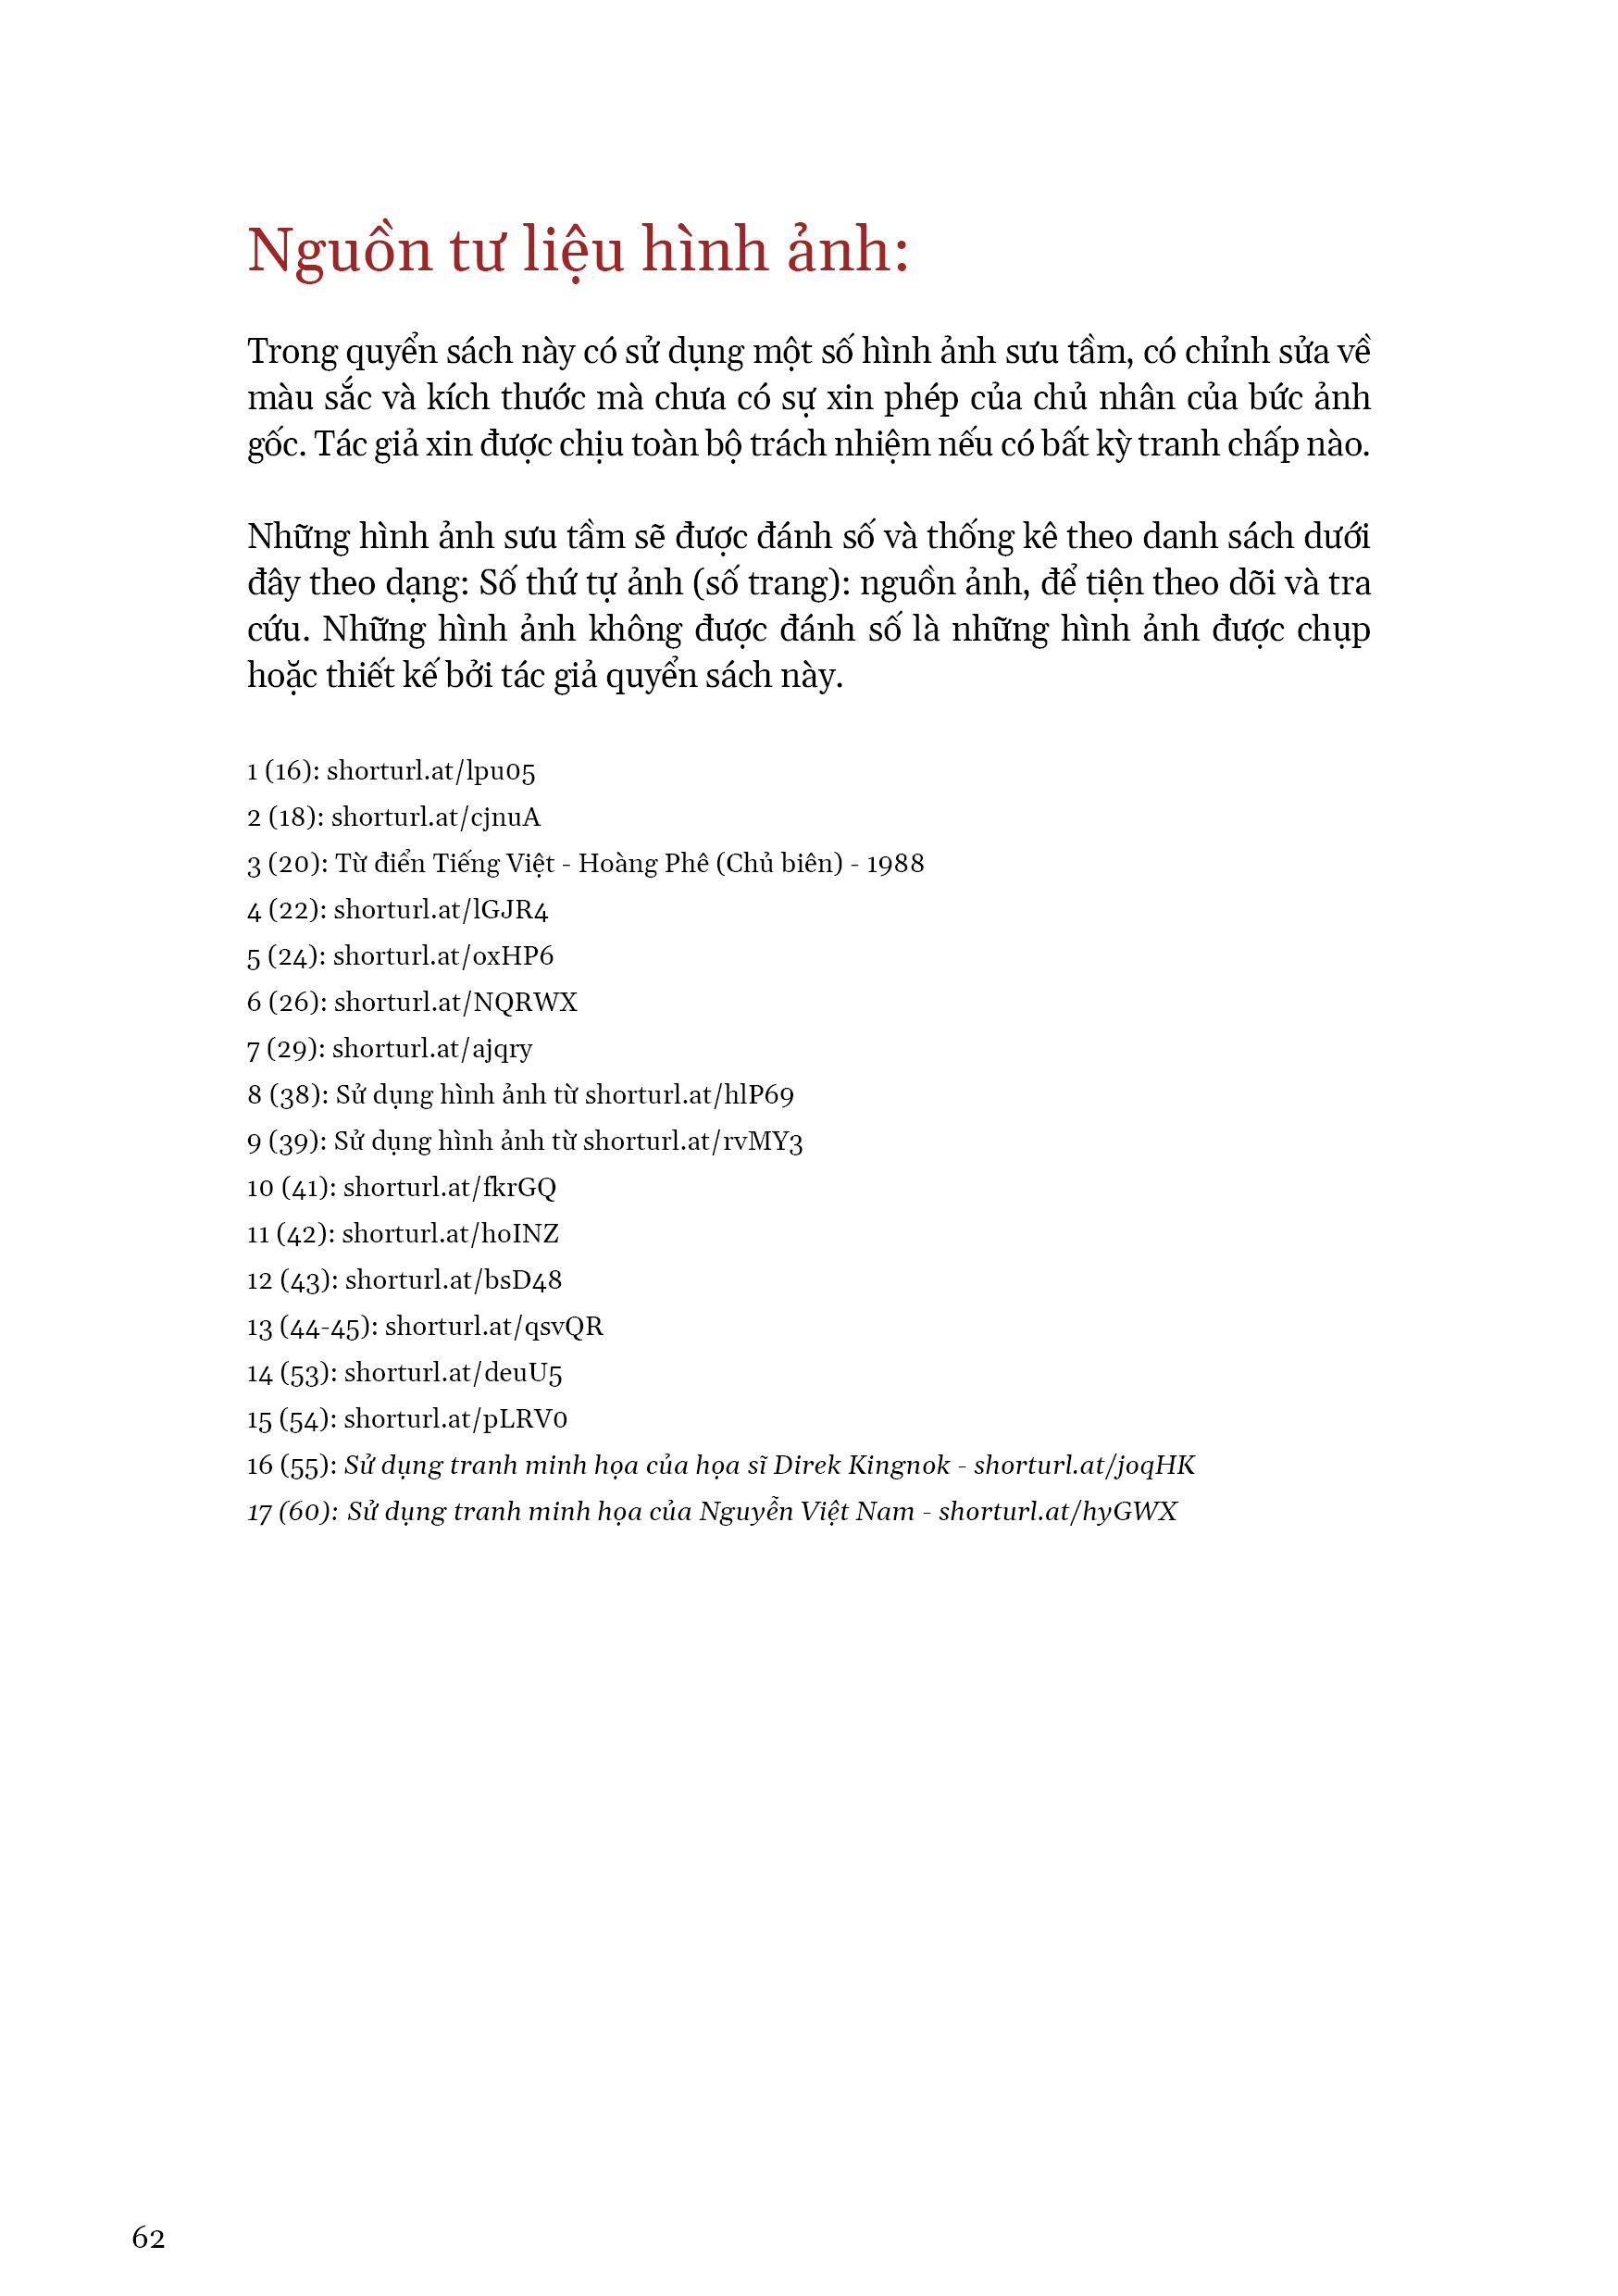 Nguồn tư liệu hình ảnh:
Trong quyển sách này có sử dụng một số hình ảnh sưu tầm, có chỉnh sửa về
màu sắc và kích thước mà chưa có sự xin phép của chủ nhân của bức ảnh
gốc. Tác giả xin được chịu toàn bộ trách nhiệm nếu có bất kỳ tranh chấp nào.
Những hình ảnh sưu tầm sẽ được đánh số và thống kê theo danh sách dưới
đây theo dạng: Số thứ tự ảnh (số trang): nguồn ảnh, để tiện theo dõi và tra
cứu. Những hình ảnh không được đánh số là những hình ảnh được chụp
hoặc thiết kế bởi tác giả quyển sách này.
1 (16): shorturl.at/lpu05
2 (18): shorturl.at/cjnuA
3 (20): Từ điển Tiếng Việt - Hoàng Phê (Chủ biên) - 1988
4 (22): shorturl.at/lGJR4
5 (24): shorturl.at/oxHP6
6 (26): shorturl.at/NQRWX
7 (29): shorturl.at/ajqry
8 (38): Sử dụng hình ảnh từ shorturl.at/hlP69
9 (39): Sử dụng hình ảnh từ shorturl.at/rvMY3
10 (41): shorturl.at/fkrGQ
11 (42): shorturl.at/hoINZ
12 (43): shorturl.at/bsD48
13 (44-45): shorturl.at/qsvQR
14 (53): shorturl.at/deuU5
15 (54): shorturl.at/pLRV0
16 (55): Sử dụng tranh minh họa của họa sĩ Direk Kingnok - shorturl.at/joqHK
17 (60): Sử dụng tranh minh họa của Nguyễn Việt Nam - shorturl.at/hyGWX
62